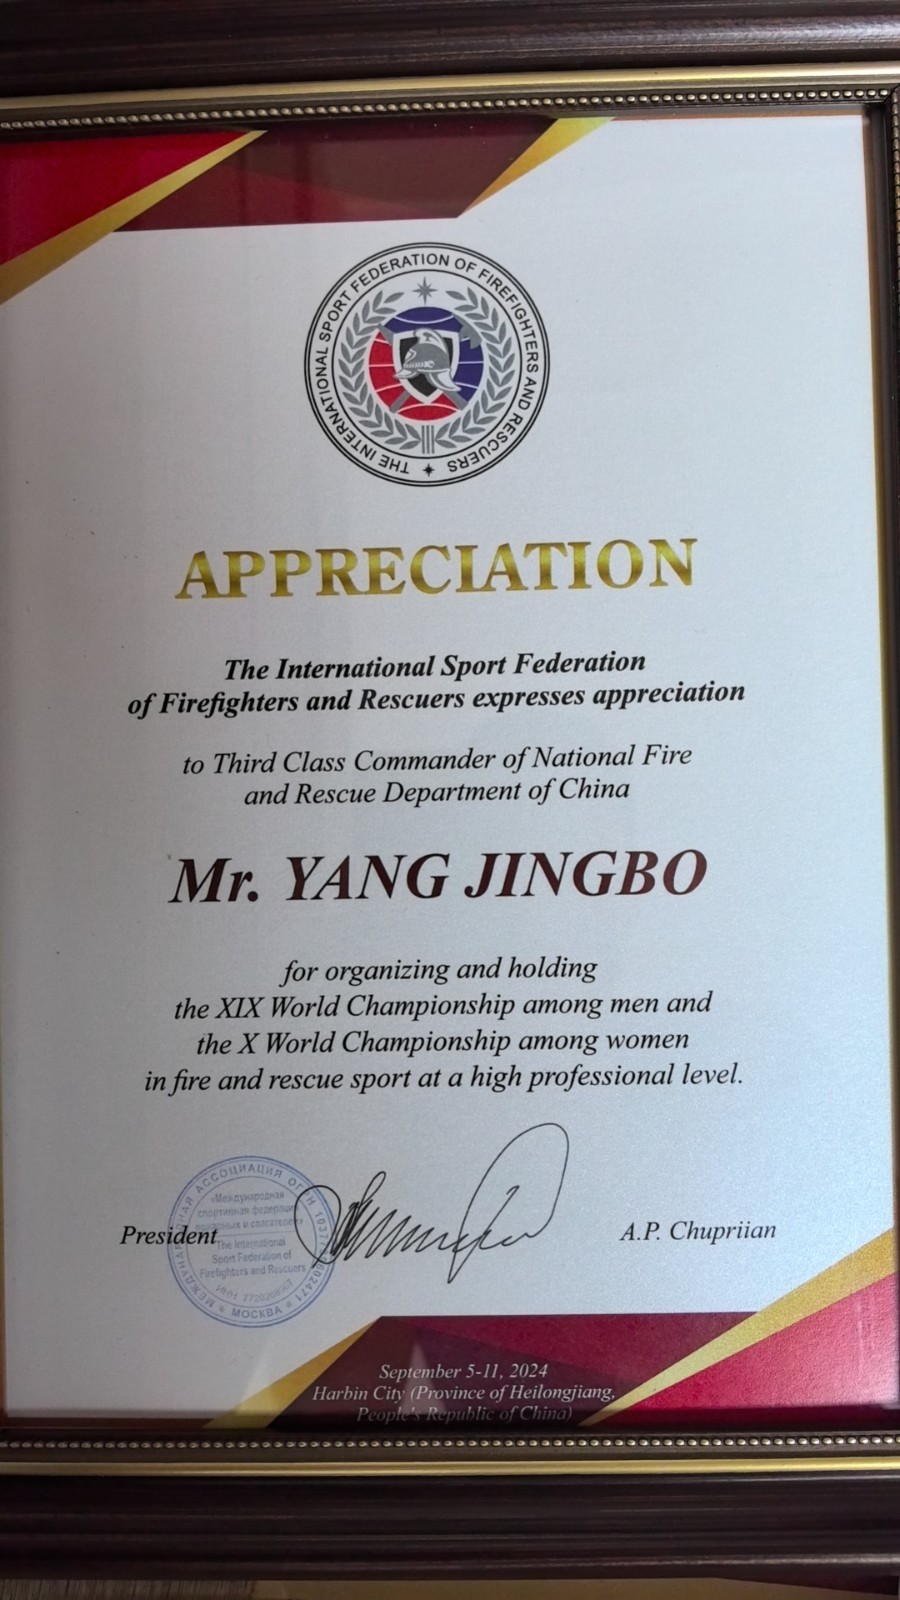 THE INTERNATIONAL SPORT FEDERATION OF FIREFIGHTERS AND RESCUERS
APPRECIATION
The International Sport Federation
of Firefighters and Rescuers expresses appreciation
to Third Class Commander of National Fire
and Rescue Department of China
Mr. YANG JINGBO
for organizing and holding
the XIX World Championship among men and
the X World Championship among women
in fire and rescue sport at a high professional level.
President
A.P. Chupriian
АССОЦИАЦИЯ ОГРН
«Международная
спортивная
The International
Sport Federation of
Firefighters and Rescuers
МОСКВА
September 5-11, 2024
Harbin City (Province of Heilongjiang,
People's Republic of China)